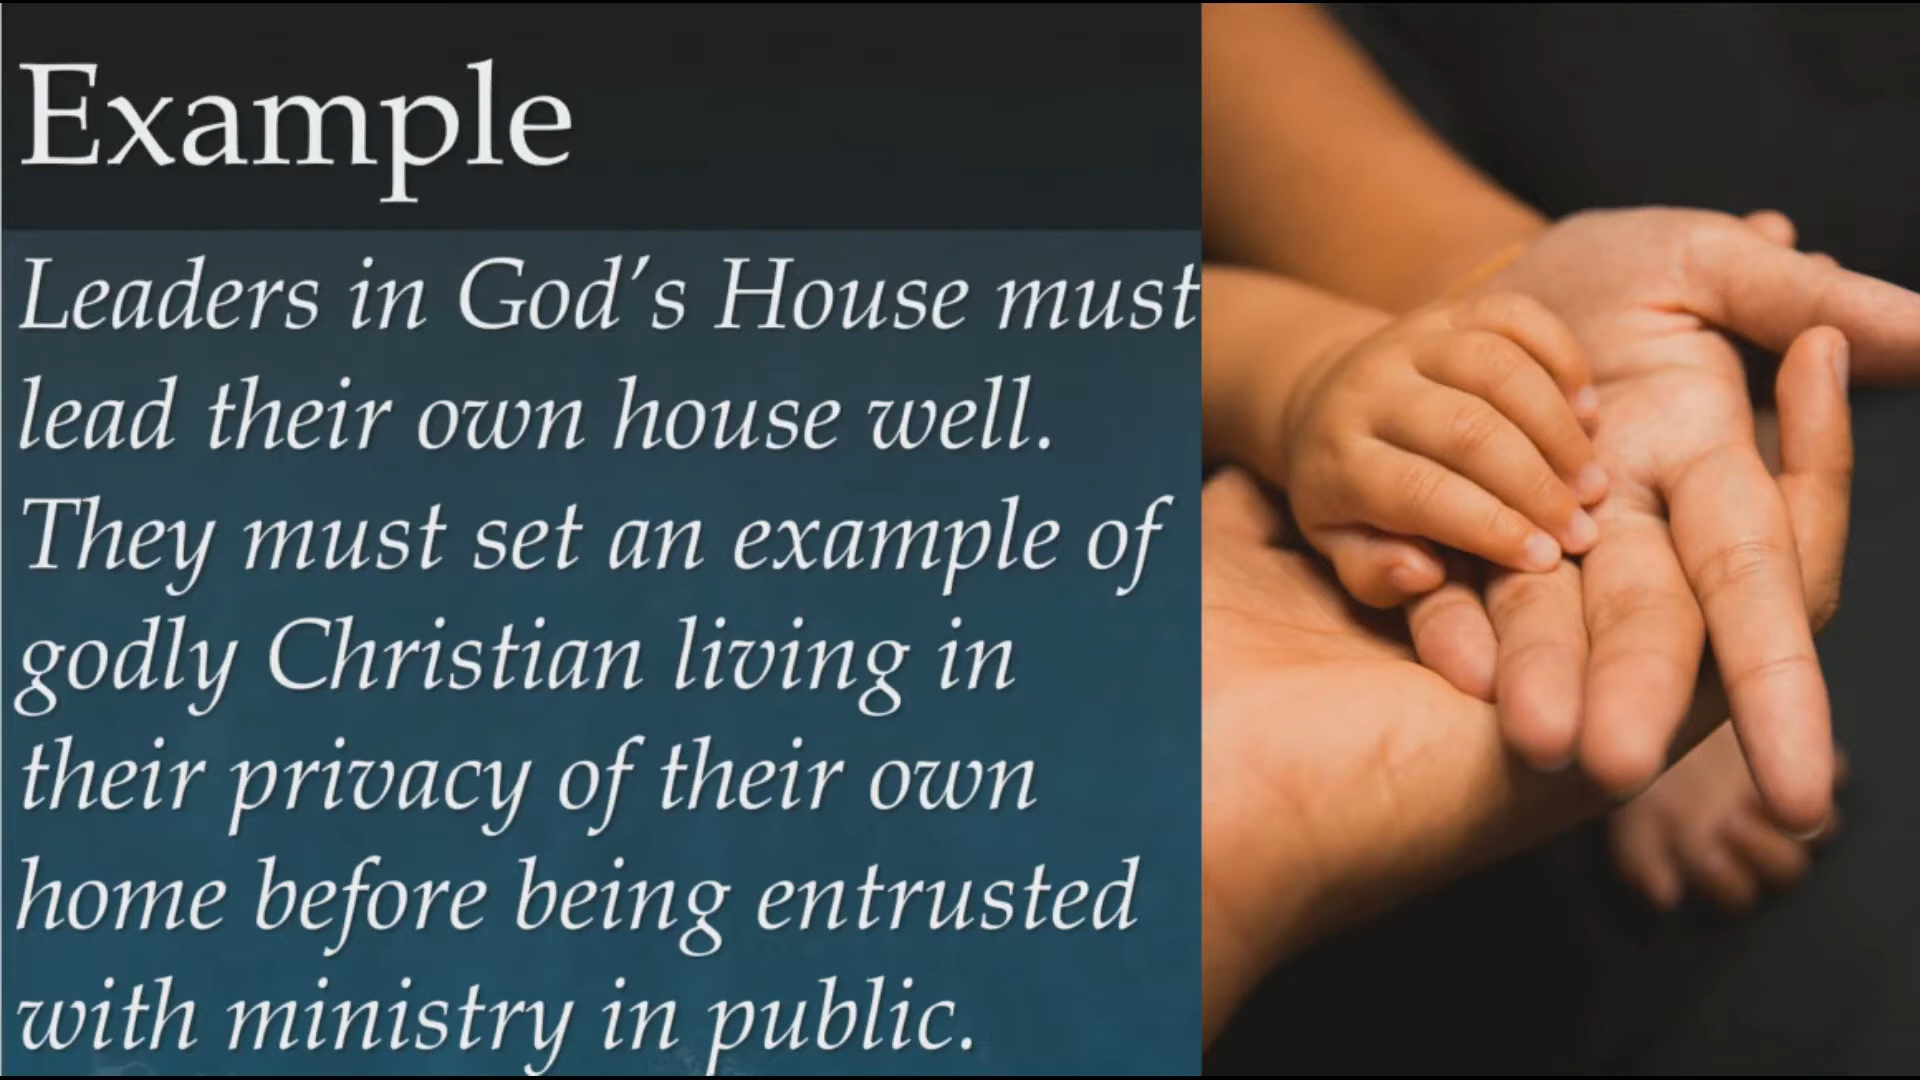 Example
Leaders in God’s House must
lead their own house well.
They must set an example of
godly Christian living in
their privacy of their own
home before being entrusted
with ministry in public.